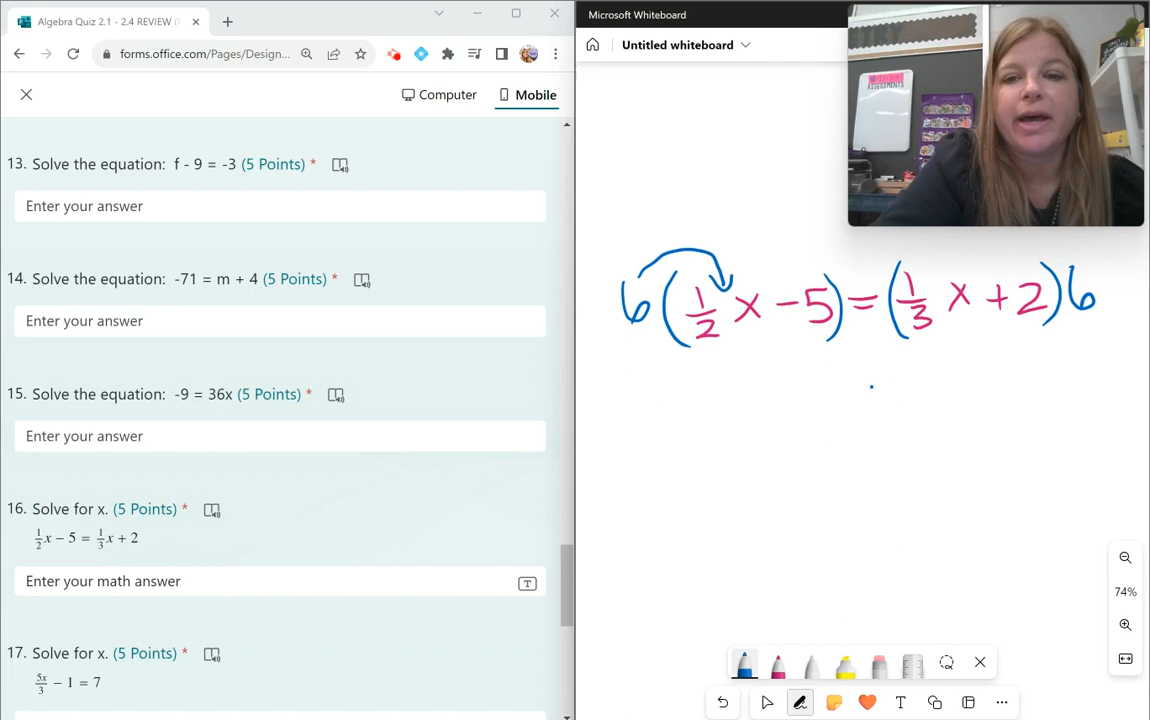 Algebra Quiz 2.1 - 2.4 REVIEW
forms.office.com/Pages/Design...
Computer
Mobile
13. Solve the equation: f - 9 = -3 (5 Points) *
Enter your answer
14. Solve the equation: -71 = m + 4 (5 Points) *
Enter your answer
15. Solve the equation: -9 = 36x (5 Points) *
Enter your answer
16. Solve for x. (5 Points) *
1/2 x − 5 = 1/3 x + 2
Enter your math answer
17. Solve for x. (5 Points) *
5x/3 − 1 = 7
Microsoft Whiteboard
Untitled whiteboard
ASSESSMENTS
6(1/2 x − 5) = (1/3 x + 2)6
74%